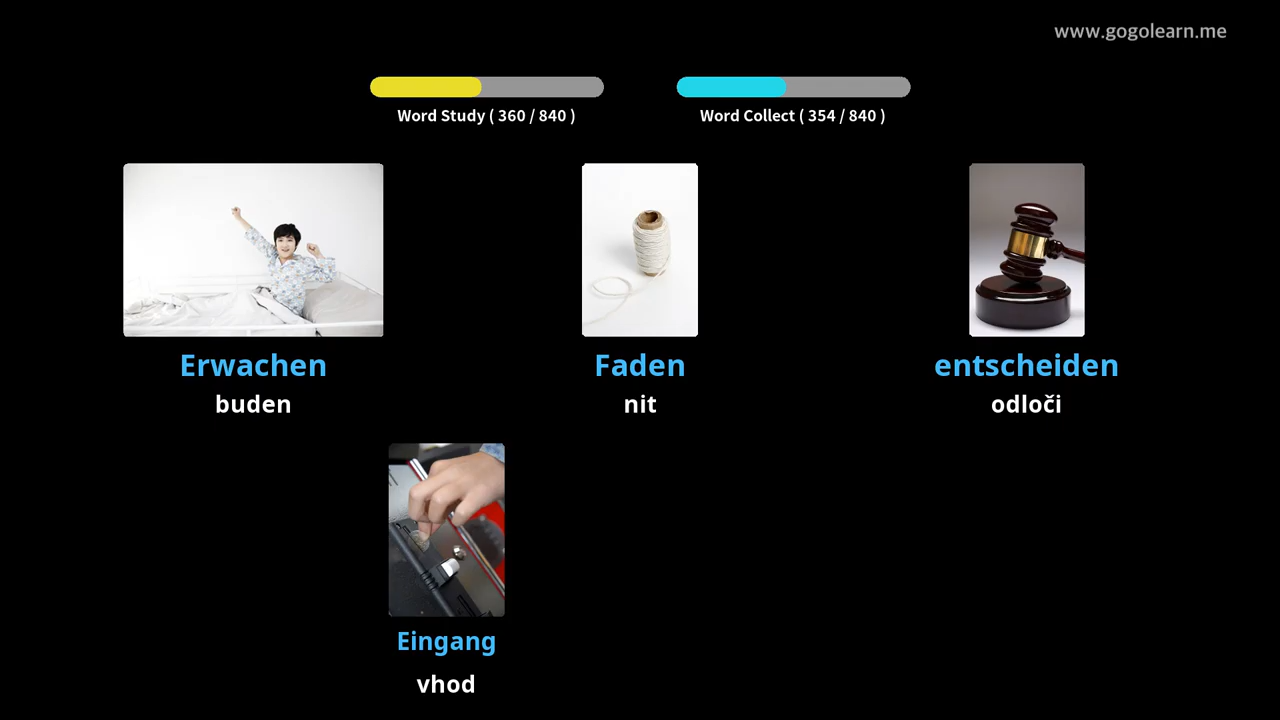 www.gogolearn.me
Word Study ( 360 / 840 )
Word Collect ( 354 / 840 )
Erwachen
Faden
entscheiden
buden
nit
odloči
Eingang
vhod